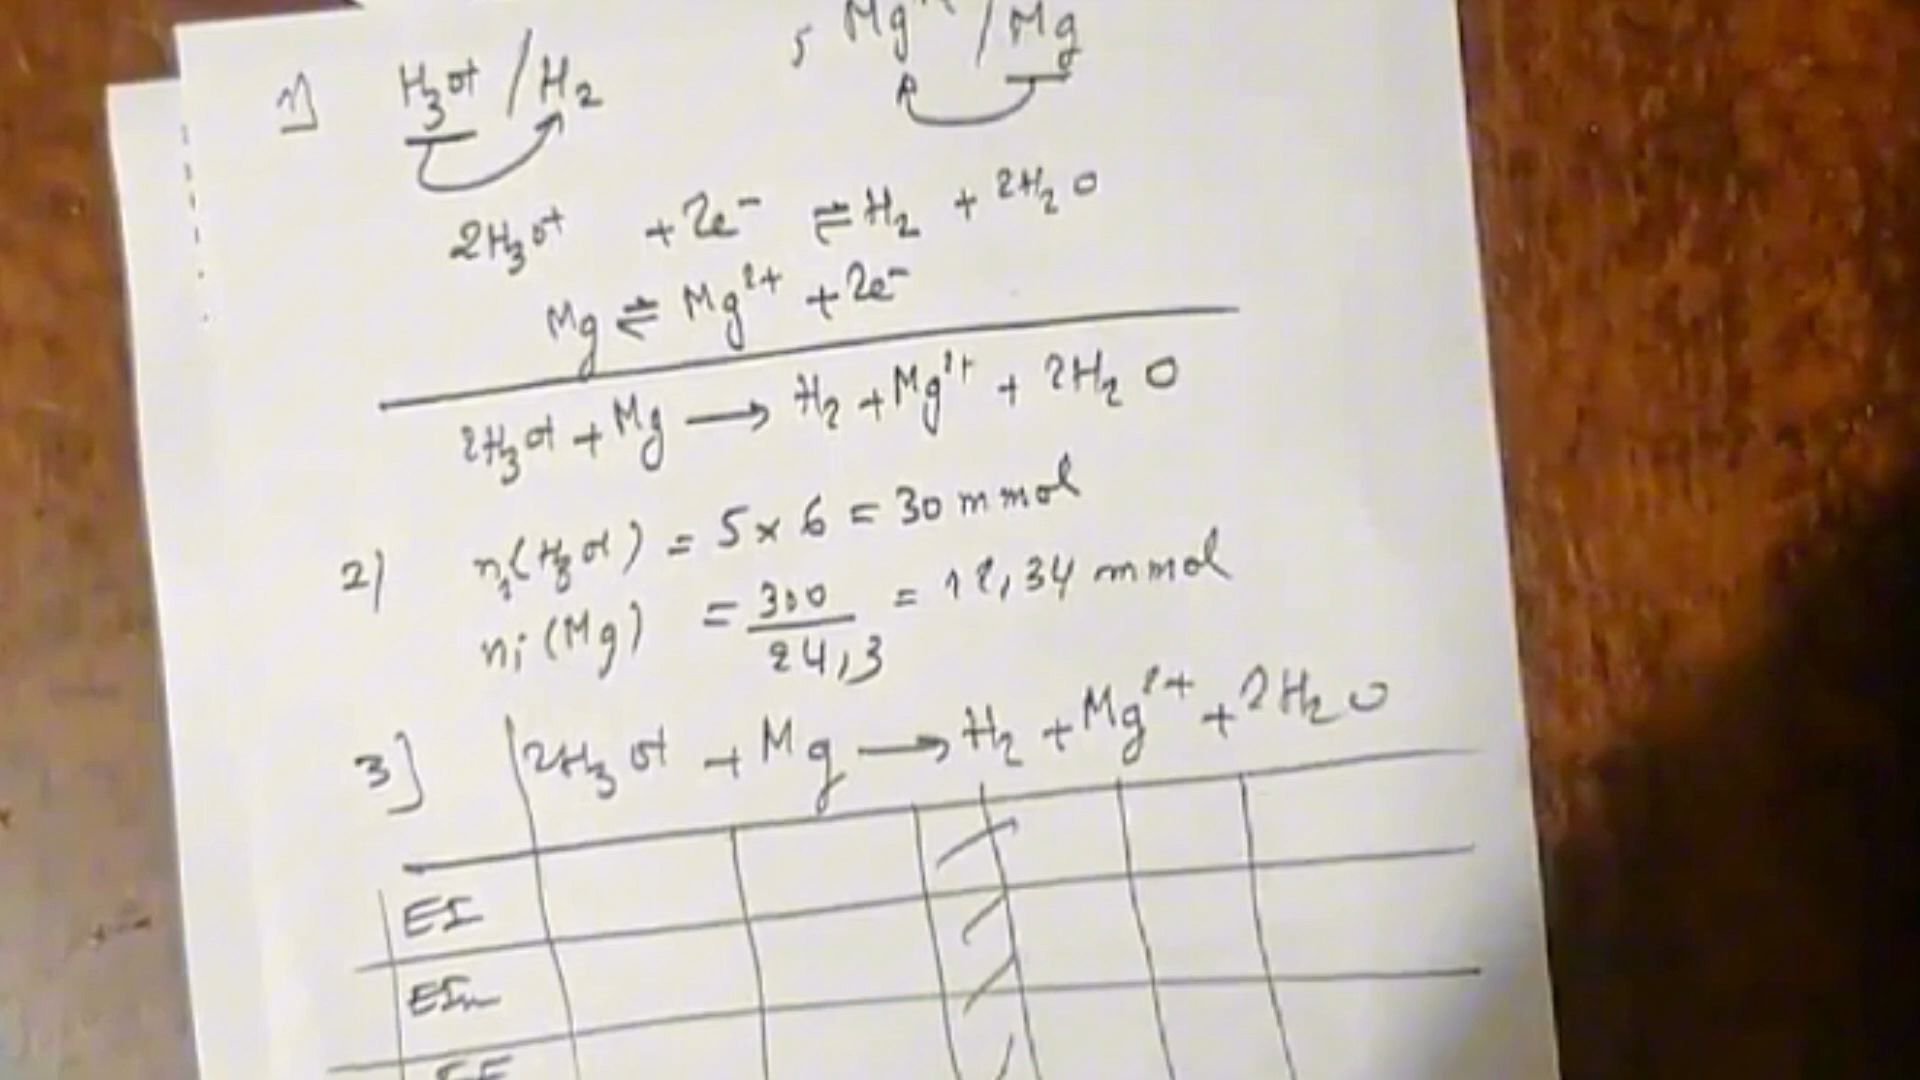 1) H₃O⁺ / H₂ , Mg²⁺ / Mg
2H₃O⁺ + 2e⁻ ⇌ H₂ + 2H₂O
Mg ⇌ Mg²⁺ + 2e⁻
2H₃O⁺ + Mg ⟶ H₂ + Mg²⁺ + 2H₂O
2) nᵢ(H₃O⁺) = 5 × 6 = 30 mmol
nᵢ(Mg) = 300 / 24,3 = 12,34 mmol
3) 2H₃O⁺ + Mg ⟶ H₂ + Mg²⁺ + 2H₂O
EI
EIn
EF